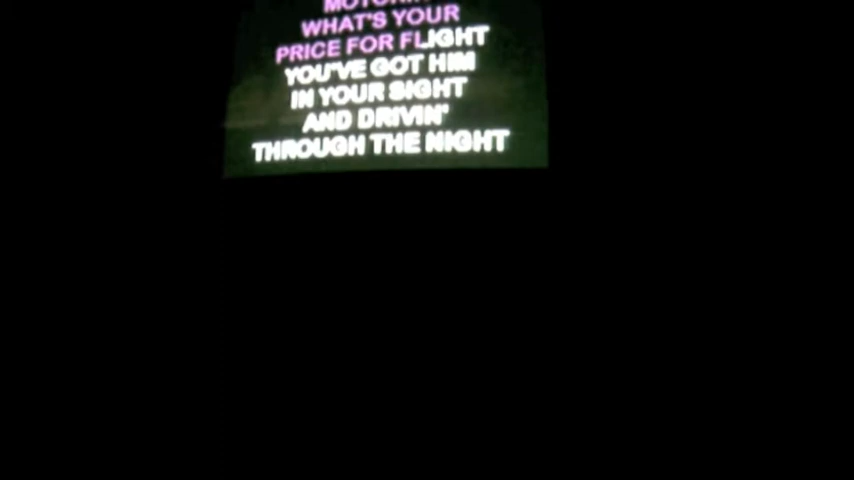 WHAT'S YOUR
PRICE FOR FLIGHT
YOU'VE GOT HIM
IN YOUR SIGHT
AND DRIVIN'
THROUGH THE NIGHT